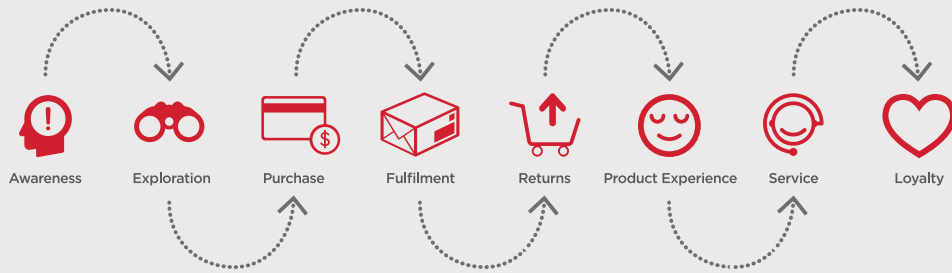 Awareness
Exploration
Purchase
Fulfilment
Returns
Product Experience
Service
Loyalty